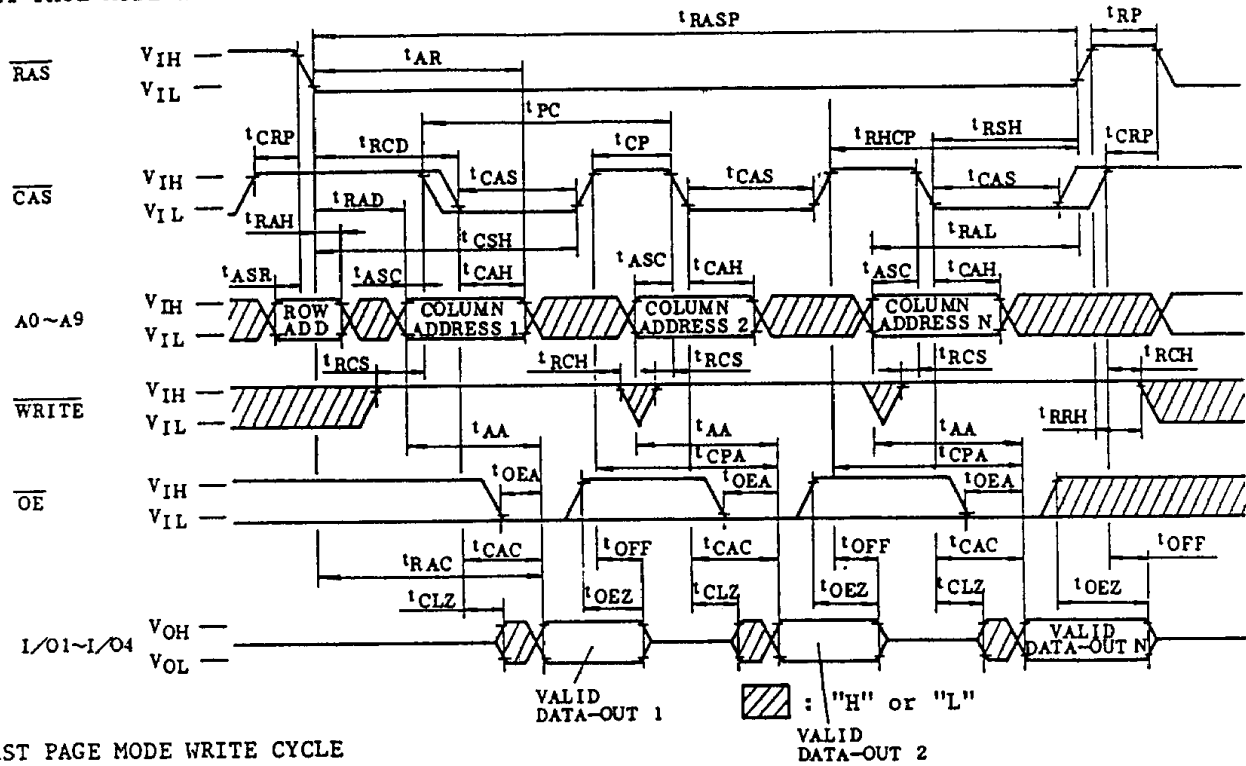 tRASP
tRP
tAR
RAS
VIH
VIL
tPC
tCRP
tRCD
tCP
tRHCP
tRSH
tCRP
CAS
VIH
VIL
tCAS
tCAS
tCAS
tRAH
tRAD
tCSH
tRAL
tASR
tASC
tCAH
tASC
tCAH
tASC
tCAH
A0~A9
VIH
VIL
ROW ADD
COLUMN ADDRESS 1
COLUMN ADDRESS 2
COLUMN ADDRESS N
tRCS
tRCH
tRCS
tRCS
tRCH
WRITE
VIH
VIL
tRRH
tAA
tAA
tAA
tCPA
tCPA
OE
VIH
VIL
tOEA
tOEA
tOEA
tRAC
tCAC
tOFF
tCAC
tOFF
tCAC
tOFF
tCLZ
tOEZ
tCLZ
tOEZ
tCLZ
tOEZ
I/O1~I/O4
VOH
VOL
VALID
DATA-OUT N
VALID
DATA-OUT 1
: "H" or "L"
VALID
DATA-OUT 2
AST PAGE MODE WRITE CYCLE